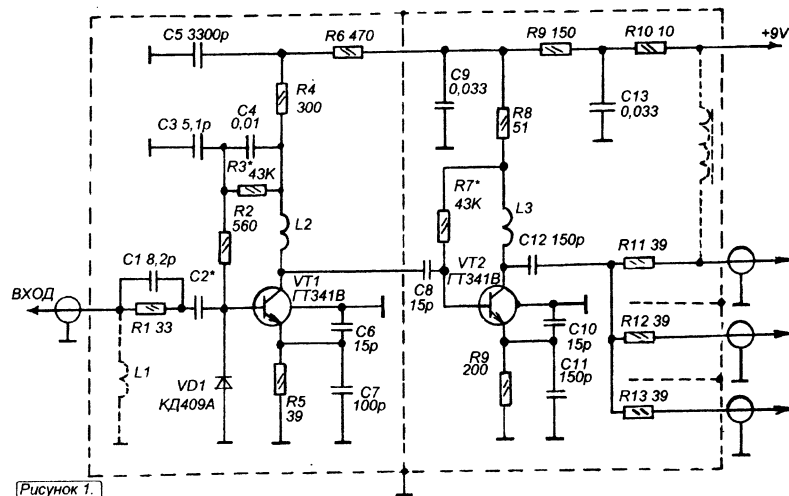 C5 3300p
R6 470
R9 150
R10 10
+9V
C9
0,033
R4
300
R8
51
C13
0,033
C3 5,1p
C4
0,01
R3*
43K
R7*
43K
R2
560
L2
L3
C12 150p
R11 39
C1 8,2p
C2*
VT1
ГТ341В
VT2
ГТ341В
ВХОД
R1 33
C8
15p
R12 39
C6
15p
C10
15p
L1
VD1
КД409А
R5
39
C7
100p
R9
200
C11
150p
R13 39
Рисунок 1.